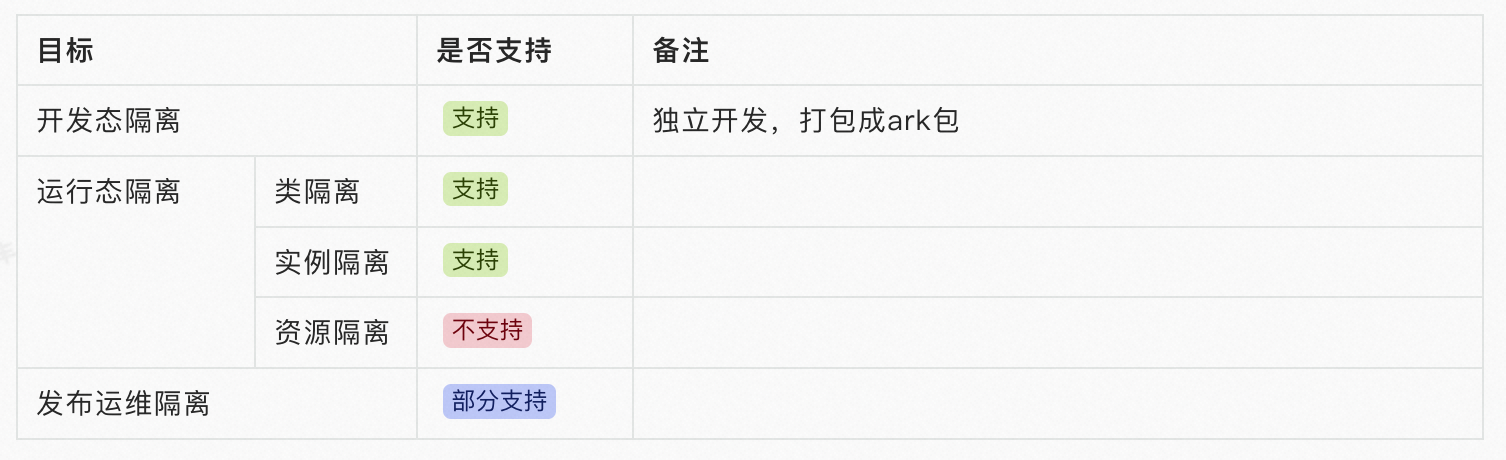 目标 是否支持 备注
开发态隔离 支持 独立开发，打包成ark包
运行态隔离 类隔离 支持
实例隔离 支持
资源隔离 不支持
发布运维隔离 部分支持